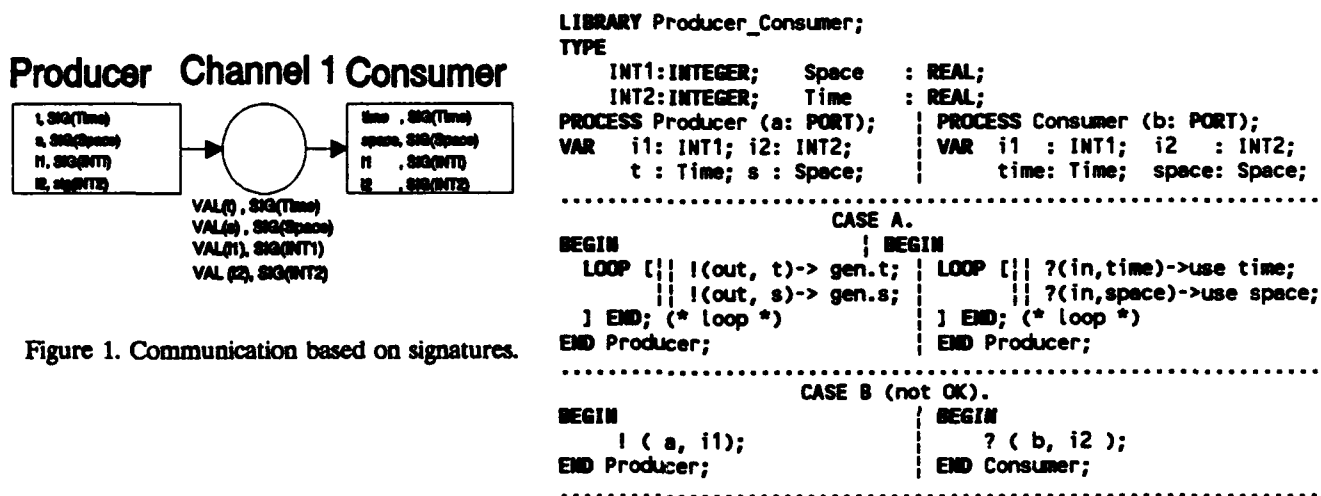 Producer Channel 1 Consumer
t, SIG(Time)
s, SIG(Space)
i1, SIG(INT1)
i2, sig(INT2)
time , SIG(Time)
space, SIG(Space)
i1 , SIG(INT1)
i2 , SIG(INT2)
VAL(t) , SIG(Time)
VAL(s) , SIG(Space)
VAL(i1), SIG(INT1)
VAL (i2), SIG(INT2)
Figure 1. Communication based on signatures.
LIBRARY Producer_Consumer;
TYPE
INT1:INTEGER; Space : REAL;
INT2:INTEGER; Time : REAL;
PROCESS Producer (a: PORT); | PROCESS Consumer (b: PORT);
VAR i1: INT1; i2: INT2; | VAR i1 : INT1; i2 : INT2;
t : Time; s : Space; | time: Time; space: Space;
CASE A.
BEGIN | BEGIN
LOOP [|| !(out, t)-> gen.t; | LOOP [|| ?(in,time)->use time;
|| !(out, s)-> gen.s; | || ?(in,space)->use space;
] END; (* loop *) | ] END; (* loop *)
END Producer; | END Producer;
CASE B (not OK).
BEGIN | BEGIN
! ( a, i1); | ? ( b, i2 );
END Producer; | END Consumer;